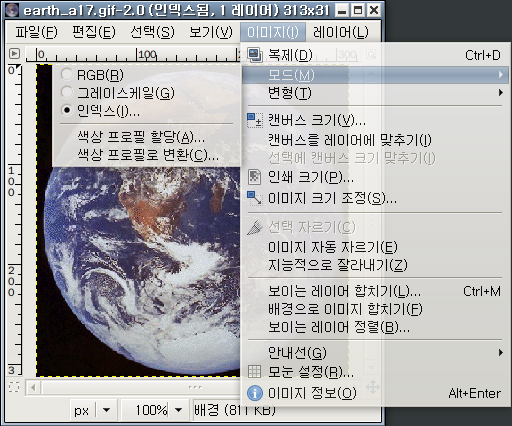 earth_a17.gif-2.0 (인덱스됨, 1 레이어) 313x31
파일(F) 편집(E) 선택(S) 보기(V) 이미지(I) 레이어(L)
0 100
0
100
200
3
RGB(R)
그레이스케일(G)
인덱스(I)...
색상 프로필 할당(A)...
색상 프로필로 변환(C)...
복제(D) Ctrl+D
모드(M)
변형(T)
캔버스 크기(V)...
캔버스를 레이어에 맞추기(I)
선택에 캔버스 크기 맞추기(I)
인쇄 크기(P)...
이미지 크기 조정(S)...
선택 자르기(C)
이미지 자동 자르기(E)
지능적으로 잘라내기(Z)
보이는 레이어 합치기(L)... Ctrl+M
배경으로 이미지 합치기(F)
보이는 레이어 정렬(B)...
안내선(G)
모눈 설정(R)...
이미지 정보(O) Alt+Enter
px 100% 배경 (811 KB)